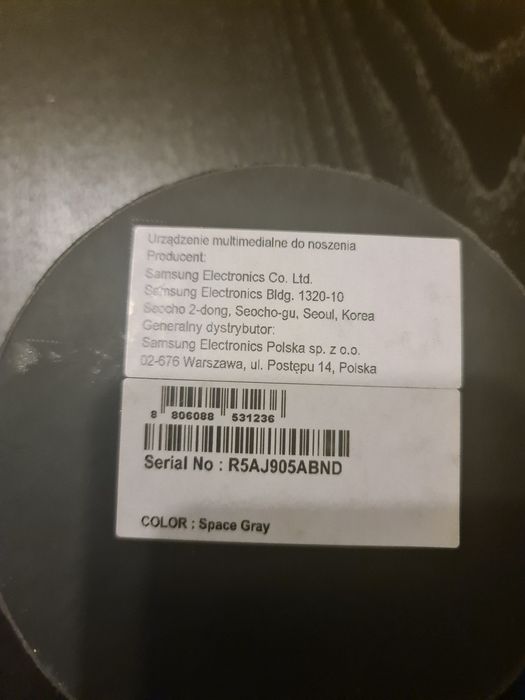 Urządzenie multimedialne do noszenia
Producent:
Samsung Electronics Co. Ltd.
Samsung Electronics Bldg. 1320-10
Seocho 2-dong, Seocho-gu, Seoul, Korea
Generalny dystrybutor:
Samsung Electronics Polska sp. z o.o.
02-676 Warszawa, ul. Postępu 14, Polska
8 806088 531236
Serial No : R5AJ905ABND
COLOR : Space Gray